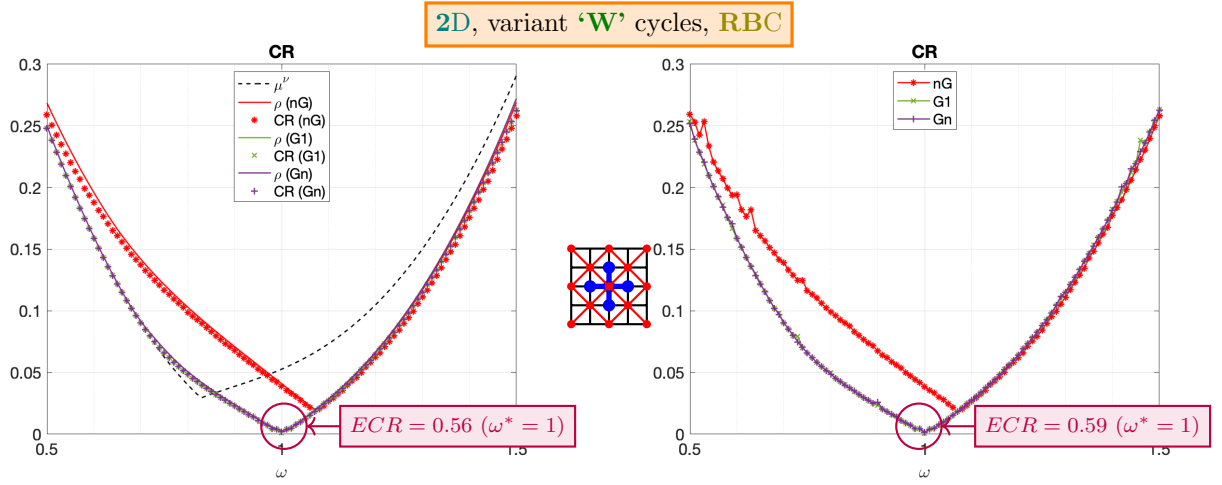 2D, variant ‘W’ cycles, RBC
CR
0.3
0.25
0.2
0.15
0.1
0.05
0
0.5
1
1.5
ω
μ^ν
ρ (nG)
CR (nG)
ρ (G1)
CR (G1)
ρ (Gn)
CR (Gn)
ECR = 0.56 (ω* = 1)
CR
0.3
0.25
0.2
0.15
0.1
0.05
0
0.5
1
1.5
ω
nG
G1
Gn
ECR = 0.59 (ω* = 1)